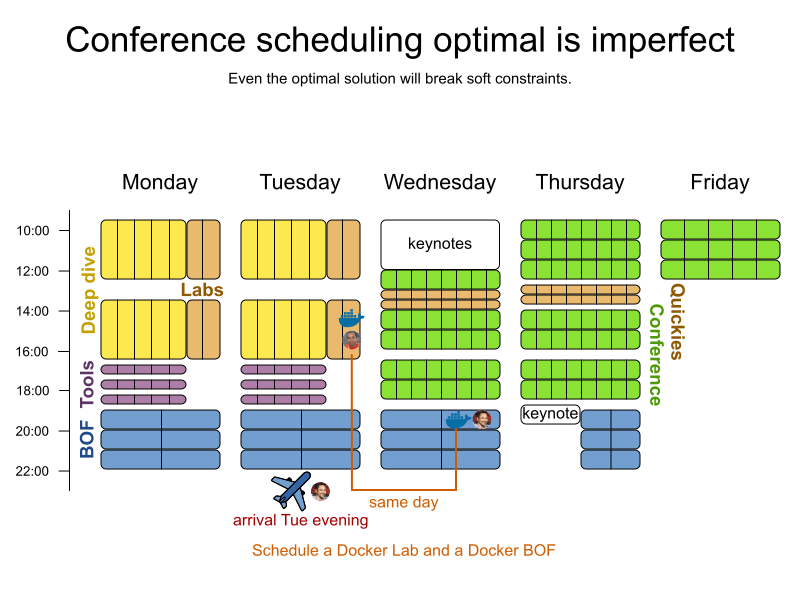 Conference scheduling optimal is imperfect
Even the optimal solution will break soft constraints.
Monday
Tuesday
Wednesday
Thursday
Friday
10:00
12:00
14:00
16:00
18:00
20:00
22:00
Deep dive
Labs
Tools
BOF
keynotes
keynote
Quickies
Conference
same day
arrival Tue evening
Schedule a Docker Lab and a Docker BOF